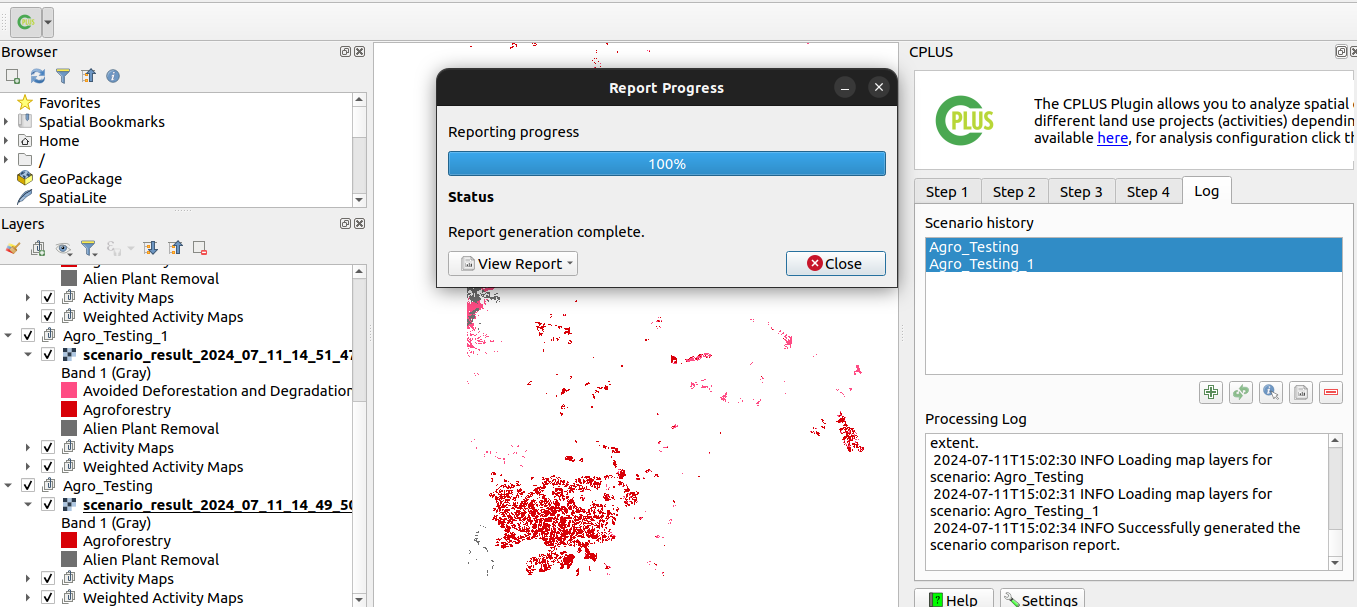 Browser
Favorites
Spatial Bookmarks
Home
/
GeoPackage
SpatiaLite
Layers
Alien Plant Removal
Activity Maps
Weighted Activity Maps
Agro_Testing_1
scenario_result_2024_07_11_14_51_47
Band 1 (Gray)
Avoided Deforestation and Degradation
Agroforestry
Alien Plant Removal
Activity Maps
Weighted Activity Maps
Agro_Testing
scenario_result_2024_07_11_14_49_50
Band 1 (Gray)
Agroforestry
Alien Plant Removal
Activity Maps
Weighted Activity Maps
Report Progress
Reporting progress
100%
Status
Report generation complete.
View Report
Close
CPLUS
CPLUS
The CPLUS Plugin allows you to analyze spatial
different land use projects (activities) dependin
available here, for analysis configuration click th
Step 1
Step 2
Step 3
Step 4
Log
Scenario history
Agro_Testing
Agro_Testing_1
Processing Log
extent.
2024-07-11T15:02:30 INFO Loading map layers for
scenario: Agro_Testing
2024-07-11T15:02:31 INFO Loading map layers for
scenario: Agro_Testing_1
2024-07-11T15:02:34 INFO Successfully generated the
scenario comparison report.
Help
Settings